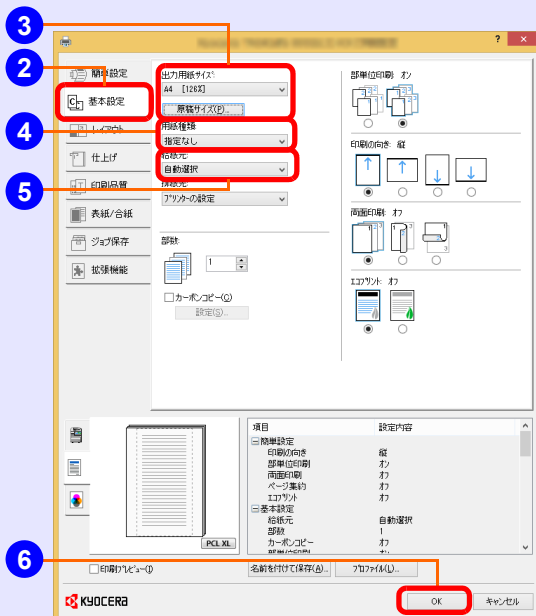 3
? ×
2
簡単設定
基本設定
レイアウト
仕上げ
印刷品質
表紙/合紙
ジョブ保存
拡張機能
4
5
出力用紙サイズ:
A4 [126%]
原稿サイズ(P)...
用紙種類
指定なし
給紙元:
自動選択
排紙先:
プリンターの設定
部数:
1
カーボンコピー(O)
設定(S)...
部単位印刷: オン
123
123
印刷の向き: 縦
両面印刷: オフ
エコプリント: オフ
項目 設定内容
簡単設定
印刷の向き 縦
部単位印刷 オン
両面印刷 オフ
ページ集約 オフ
エコプリント オフ
基本設定
給紙元 自動選択
部数 1
カーボンコピー オフ
部単位印刷 オン
PCL XL
6
印刷プレビュー(I)
名前を付けて保存(A)...
プロファイル(L)...
KYOCERA
OK
キャンセル